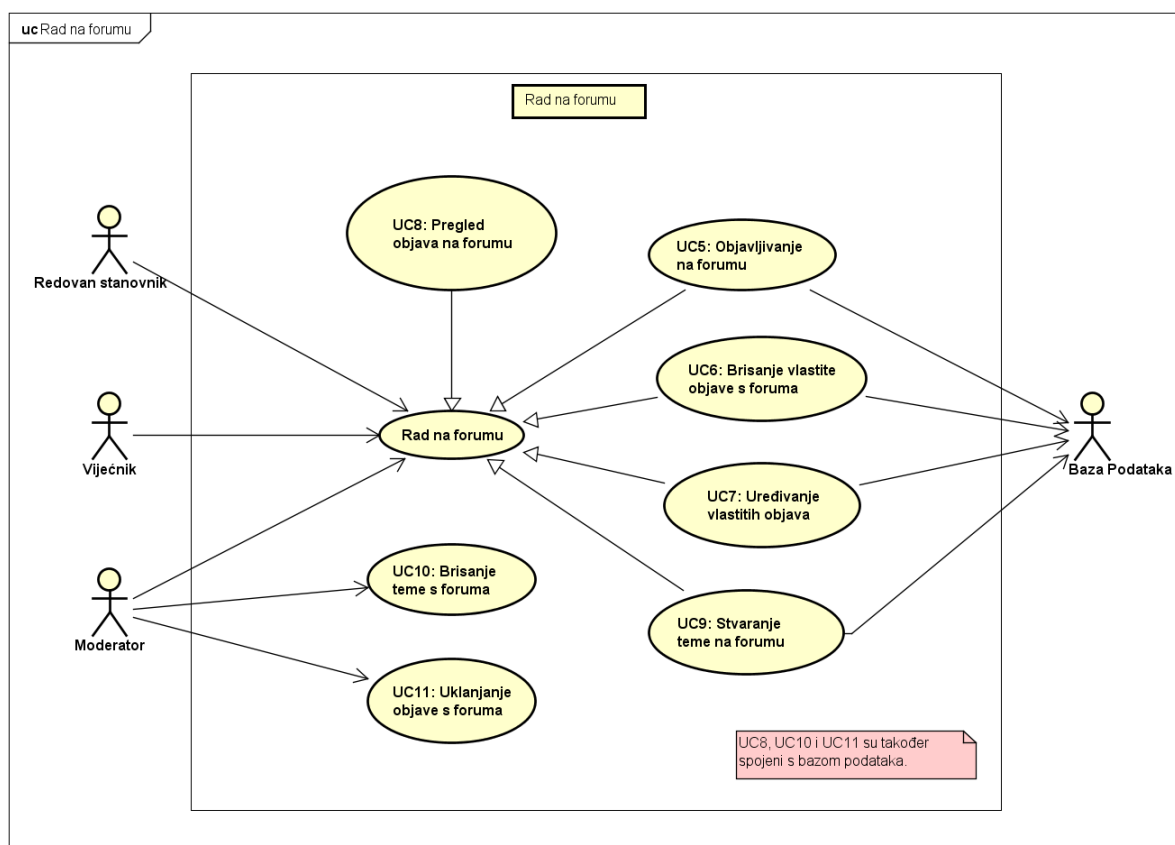 uc Rad na forumu
Rad na forumu
UC8: Pregled
objava na forumu
UC5: Objavljivanje
na forumu
Redovan stanovnik
UC6: Brisanje vlastite
objave s foruma
Rad na forumu
Vijećnik
Baza Podataka
UC7: Uređivanje
vlastitih objava
UC10: Brisanje
teme s foruma
UC9: Stvaranje
teme na forumu
Moderator
UC11: Uklanjanje
objave s foruma
UC8, UC10 i UC11 su također
spojeni s bazom podataka.